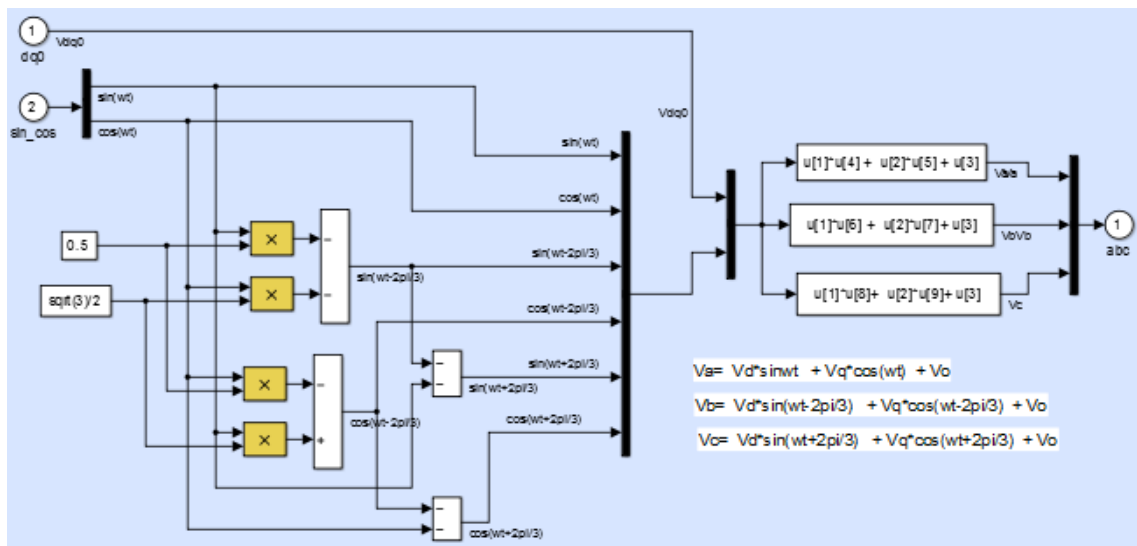 1
Vdq0
dq0
2
sin_cos
sin(wt)
cos(wt)
0.5
sqrt(3)/2
×
×
×
×
−
−
sin(wt-2pi/3)
−
+
cos(wt-2pi/3)
−
−
sin(wt+2pi/3)
−
−
cos(wt+2pi/3)
sin(wt)
cos(wt)
sin(wt-2pi/3)
cos(wt-2pi/3)
sin(wt+2pi/3)
cos(wt+2pi/3)
Vdq0
u[1]*u[4] + u[2]*u[5]+ u[3]
Va/a
u[1]*u[6] + u[2]*u[7]+ u[3]
VbVb
u[1]*u[8]+ u[2]*u[9]+ u[3]
Vc
1
abc
Va= Vd*sinwt + Vq*cos(wt) + Vo
Vb= Vd*sin(wt-2pi/3) + Vq*cos(wt-2pi/3) + Vo
Vc= Vd*sin(wt+2pi/3) + Vq*cos(wt+2pi/3) + Vo